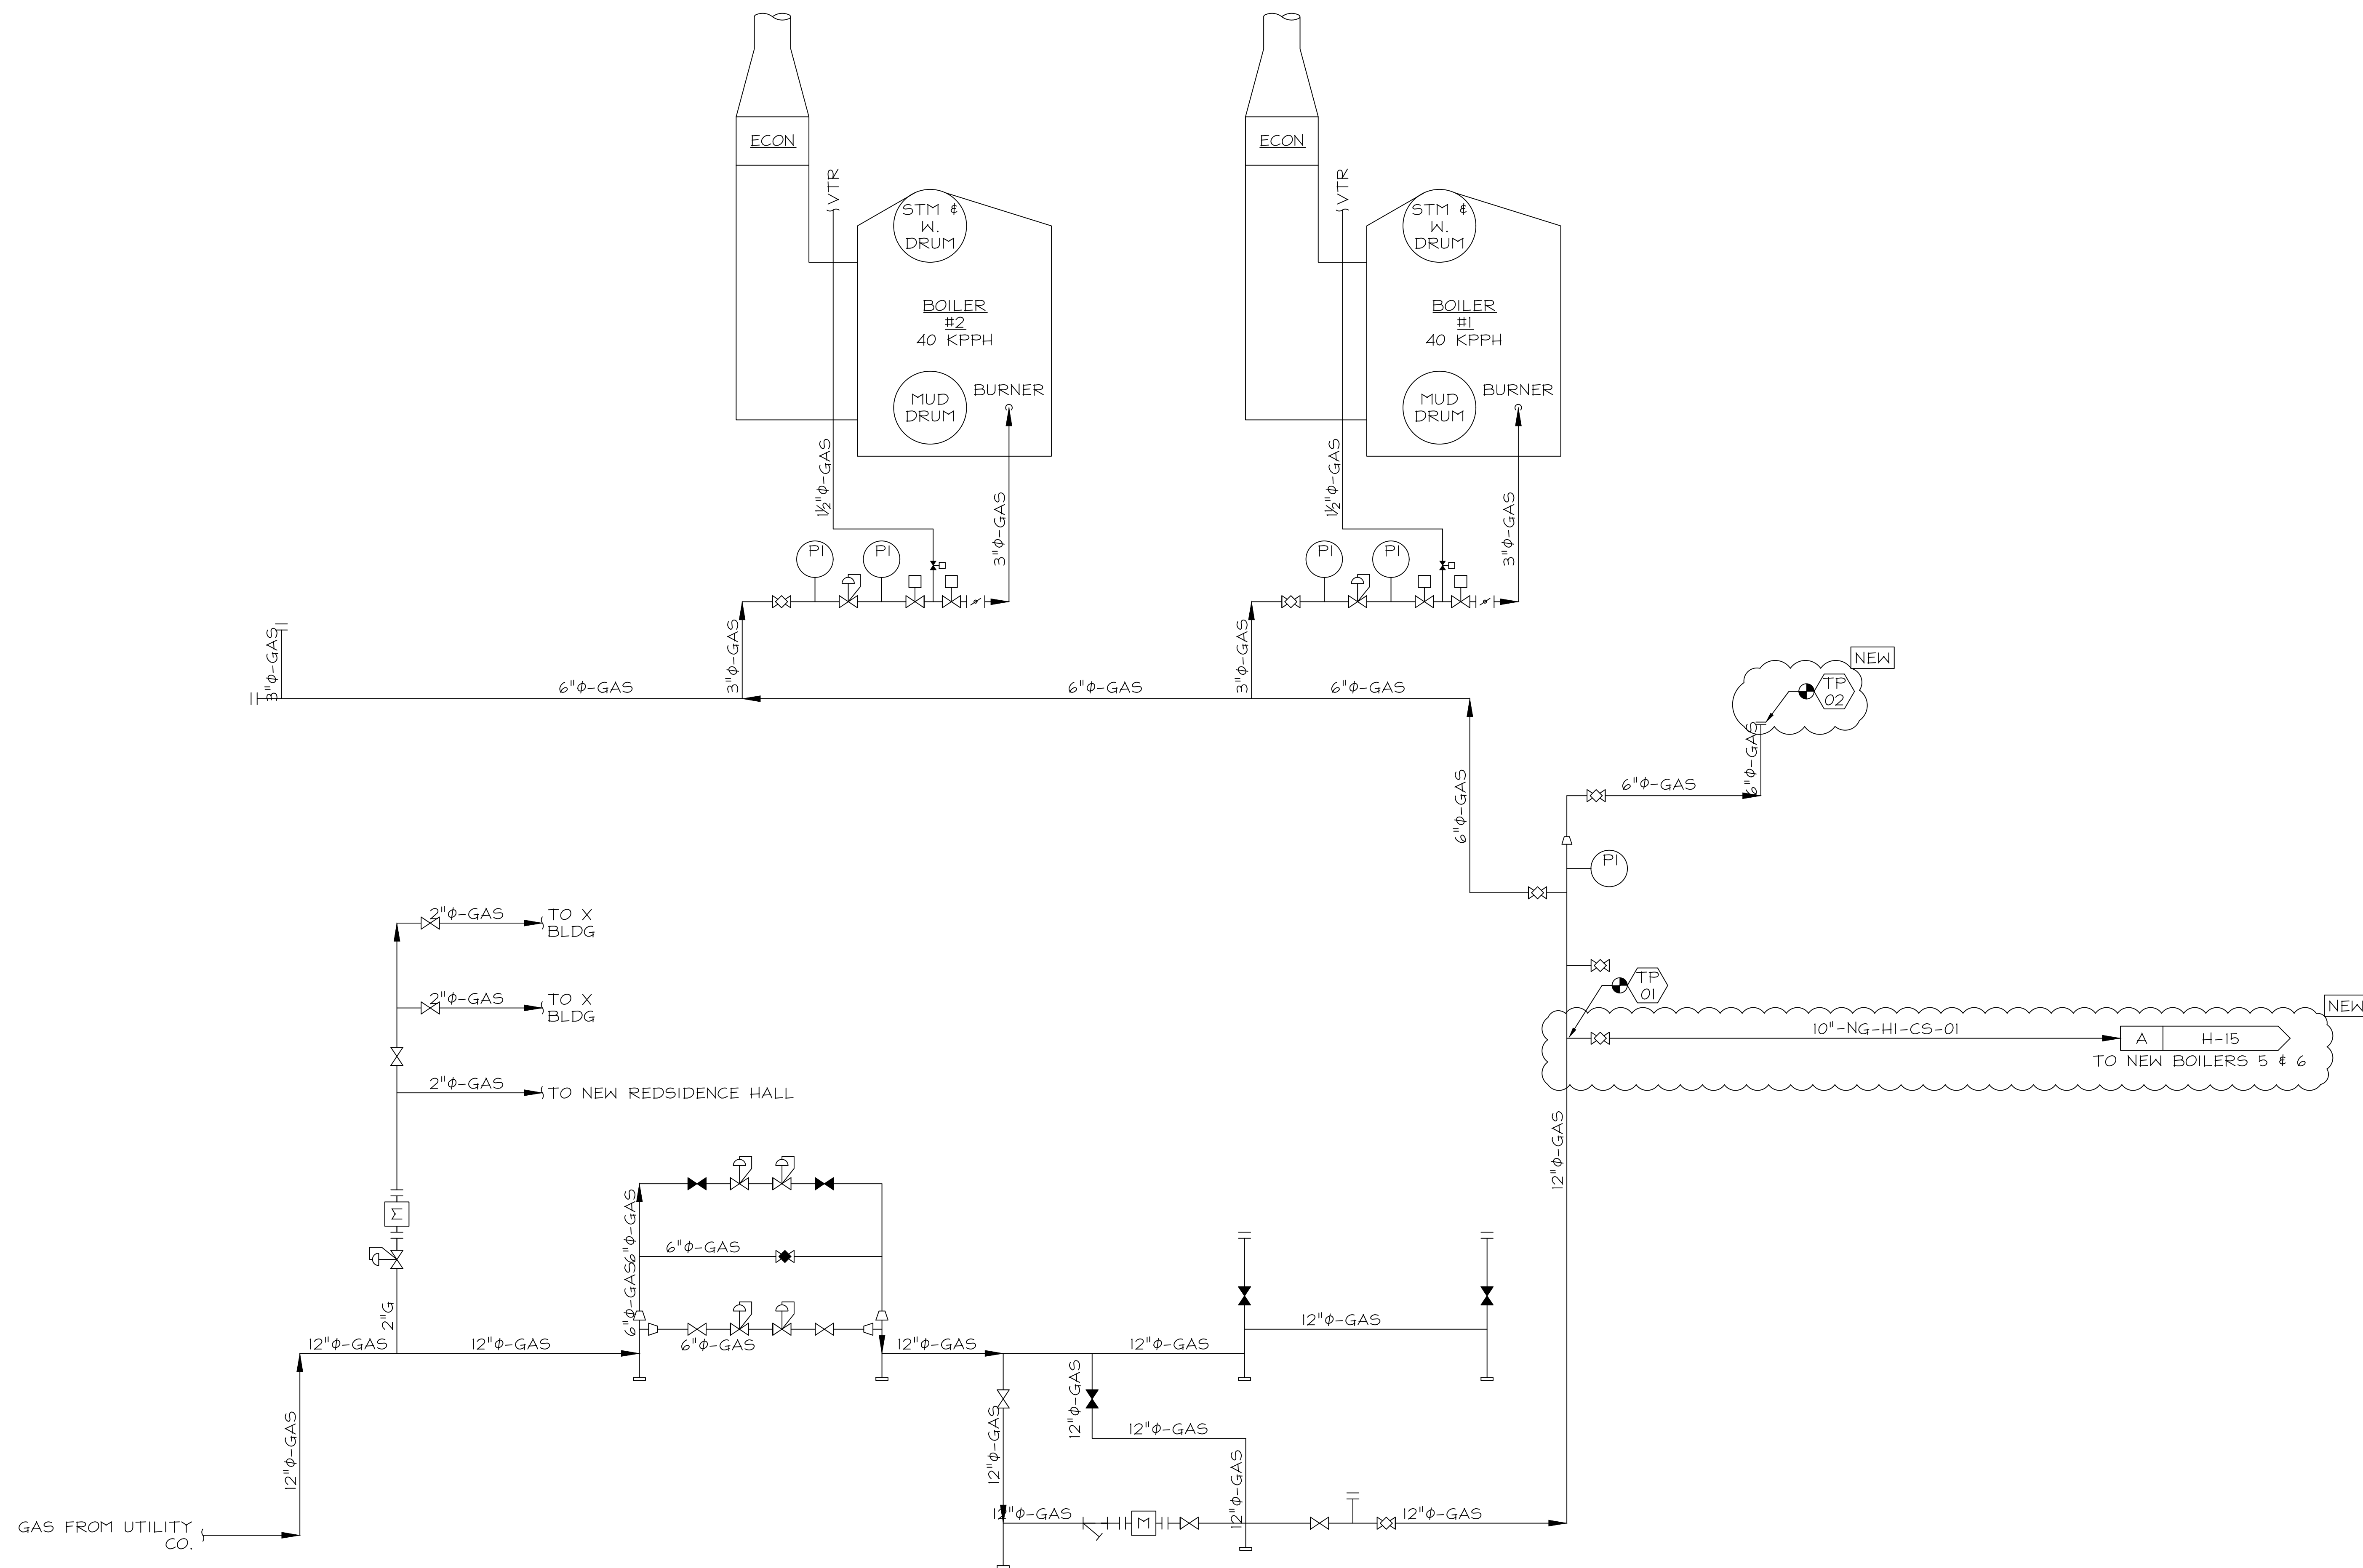 ECON
ECON
VTR
VTR
STM &
W.
DRUM
STM &
W.
DRUM
BOILER
#2
40 KPPH
BOILER
#1
40 KPPH
MUD
DRUM
BURNER
MUD
DRUM
BURNER
1½"Φ-GAS
3"Φ-GAS
1½"Φ-GAS
3"Φ-GAS
PI
PI
PI
PI
3"Φ-GAS
3"Φ-GAS
3"Φ-GAS
6"Φ-GAS
6"Φ-GAS
6"Φ-GAS
NEW
TP
02
6"Φ-GAS
6"Φ-GAS
6"Φ-GAS
PI
2"Φ-GAS
TO X
BLDG
2"Φ-GAS
TO X
BLDG
TP
01
NEW
10"-NG-H1-CS-01
A
H-15
TO NEW BOILERS 5 & 6
2"Φ-GAS
TO NEW REDSIDENCE HALL
12"Φ-GAS
M
6"Φ-GAS
6"Φ-GAS
6"Φ-GAS
2"G
6"Φ-GAS
12"Φ-GAS
12"Φ-GAS
12"Φ-GAS
12"Φ-GAS
12"Φ-GAS
12"Φ-GAS
12"Φ-GAS
12"Φ-GAS
12"Φ-GAS
12"Φ-GAS
12"Φ-GAS
12"Φ-GAS
M
12"Φ-GAS
GAS FROM UTILITY
CO.